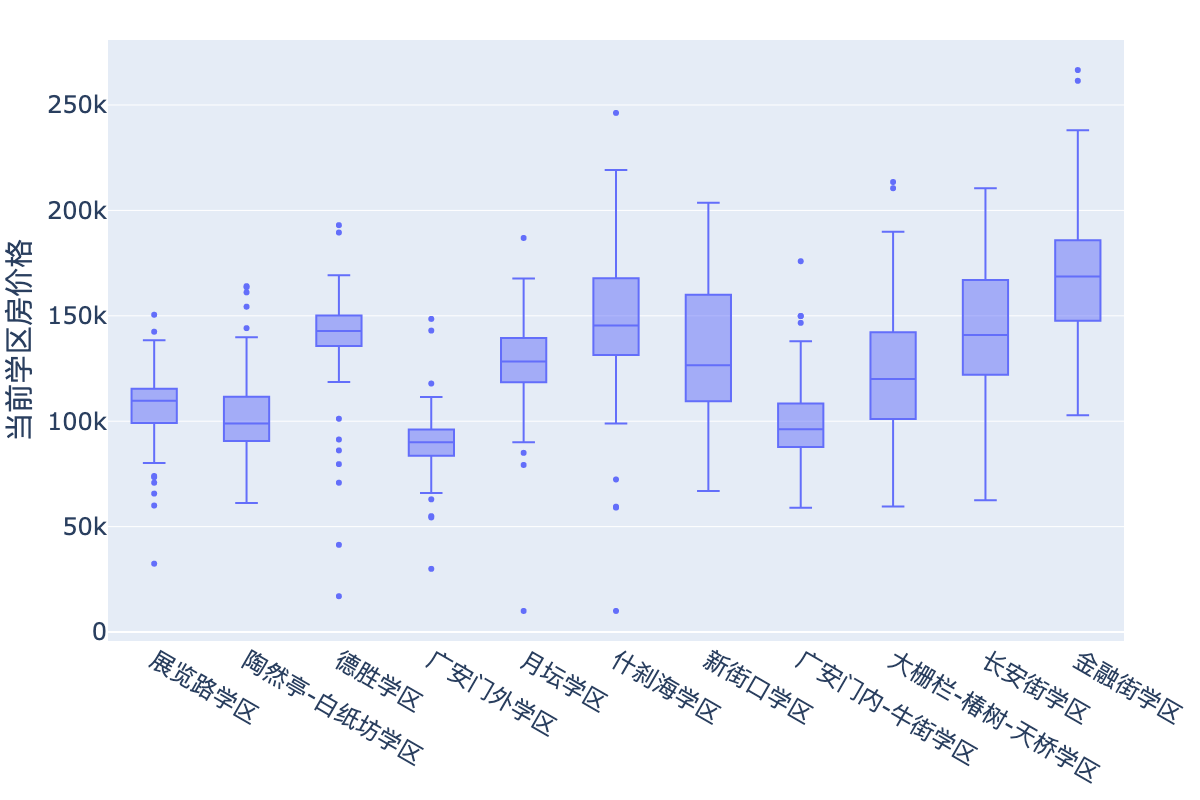 当前学区房价格
250k
200k
150k
100k
50k
0
展览路学区
陶然亭-白纸坊学区
德胜学区
广安门外学区
月坛学区
什刹海学区
新街口学区
广安门内-牛街学区
大栅栏-椿树-天桥学区
长安街学区
金融街学区